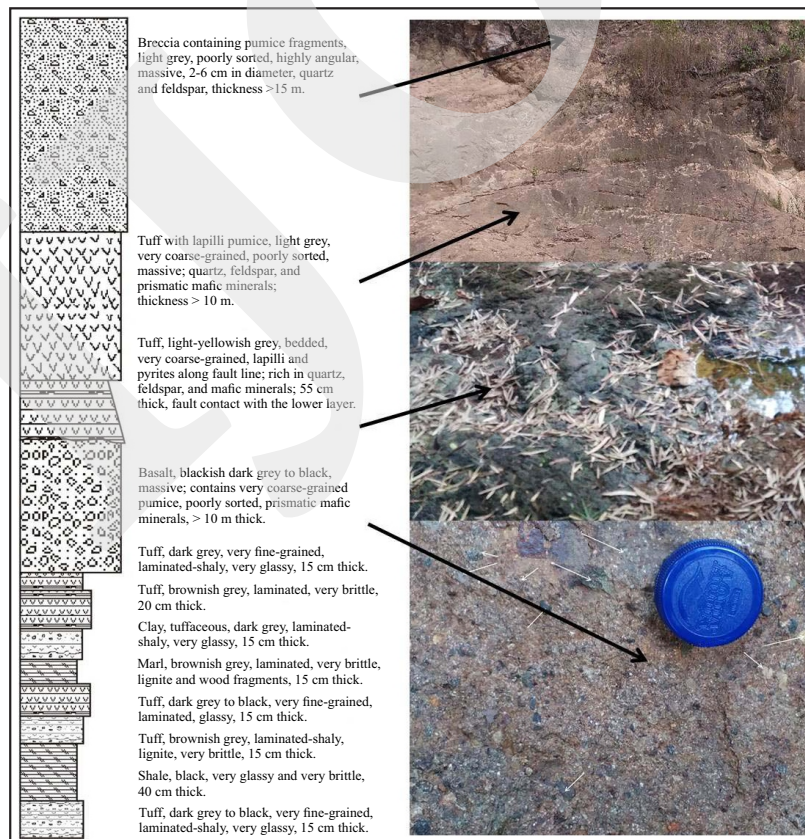 Breccia containing pumice fragments,
light grey, poorly sorted, highly angular,
massive, 2-6 cm in diameter, quartz
and feldspar, thickness >15 m.
Tuff with lapilli pumice, light grey,
very coarse-grained, poorly sorted,
massive; quartz, feldspar, and
prismatic mafic minerals;
thickness > 10 m.
Tuff, light-yellowish grey, bedded,
very coarse-grained, lapilli and
pyrites along fault line; rich in quartz,
feldspar, and mafic minerals; 55 cm
thick, fault contact with the lower layer.
Basalt, blackish dark grey to black,
massive; contains very coarse-grained
pumice, poorly sorted, prismatic mafic
minerals, > 10 m thick.
Tuff, dark grey, very fine-grained,
laminated-shaly, very glassy, 15 cm thick.
Tuff, brownish grey, laminated, very brittle,
20 cm thick.
Clay, tuffaceous, dark grey, laminated-
shaly, very glassy, 15 cm thick.
Marl, brownish grey, laminated, very brittle,
lignite and wood fragments, 15 cm thick.
Tuff, dark grey to black, very fine-grained,
laminated, glassy, 15 cm thick.
Tuff, brownish grey, laminated-shaly,
lignite, very brittle, 15 cm thick.
Shale, black, very glassy and very brittle,
40 cm thick.
Tuff, dark grey to black, very fine-grained,
laminated-shaly, very glassy, 15 cm thick.